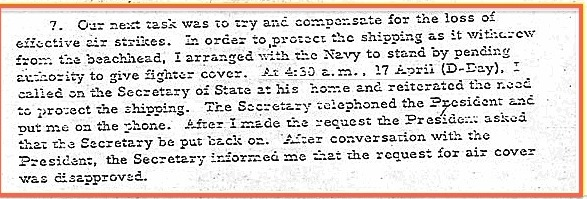 7. Our next task was to try and compensate for the loss of
effective air strikes. In order to protect the shipping as it withdrew
from the beachhead, I arranged with the Navy to stand by pending
authority to give fighter cover. At 4:30 a.m., 17 April (D-Day), I
called on the Secretary of State at his home and reiterated the need
to protect the shipping. The Secretary telephoned the President and
put me on the phone. After I made the request the President asked
that the Secretary be put back on. After conversation with the
President, the Secretary informed me that the request for air cover
was disapproved.